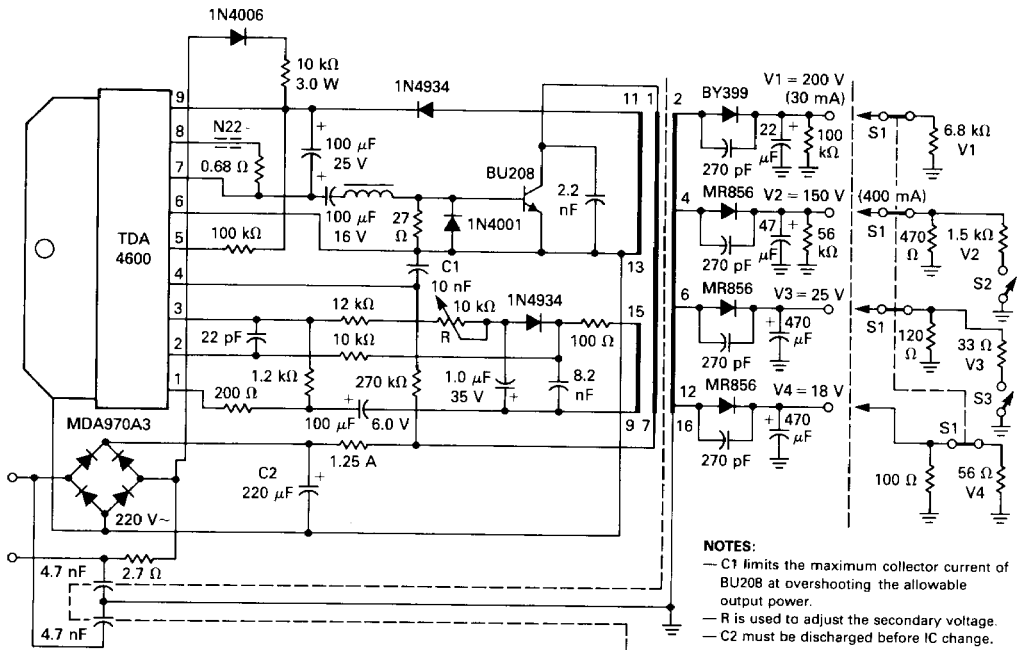 1N4006
10 kΩ
3.0 W
1N4934
9
8
7
6
5
4
3
2
1
N22
0.68 Ω
100 μF
25 V
+
+
100 μF
16 V
27
Ω
1N4001
BU208
2.2
nF
11
1
13
15
9
7
TDA
4600
100 kΩ
C1
10 nF
12 kΩ
10 kΩ
R
1N4934
100 Ω
22 pF
10 kΩ
1.2 kΩ
270 kΩ
1.0 μF
35 V
+
8.2
nF
200 Ω
100 μF
+
6.0 V
MDA970A3
1.25 A
C2
220 μF
+
220 V~
2.7 Ω
4.7 nF
4.7 nF
2
4
6
12
16
BY399
V1 = 200 V
(30 mA)
22
μF
+
100
kΩ
270 pF
MR856
V2 = 150 V
(400 mA)
47
μF
+
56
kΩ
270 pF
MR856
V3 = 25 V
+
470
μF
270 pF
MR856
V4 = 18 V
+
470
μF
270 pF
S1
6.8 kΩ
V1
S1
470
Ω
1.5 kΩ
V2
S2
S1
120
Ω
33 Ω
V3
S3
S1
100 Ω
56 Ω
V4
NOTES:
— C1 limits the maximum collector current of
BU208 at overshooting the allowable
output power.
— R is used to adjust the secondary voltage.
— C2 must be discharged before IC change.